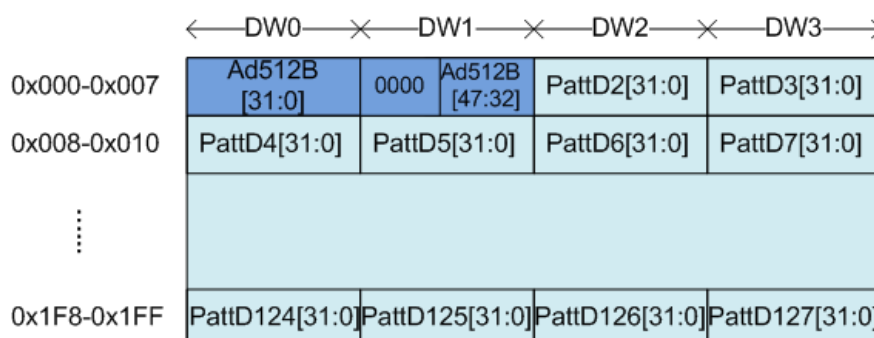 DW0 DW1 DW2 DW3
0x000-0x007 Ad512B [31:0] 0000 Ad512B [47:32] PattD2[31:0] PattD3[31:0]
0x008-0x010 PattD4[31:0] PattD5[31:0] PattD6[31:0] PattD7[31:0]
0x1F8-0x1FF PattD124[31:0] PattD125[31:0] PattD126[31:0] PattD127[31:0]